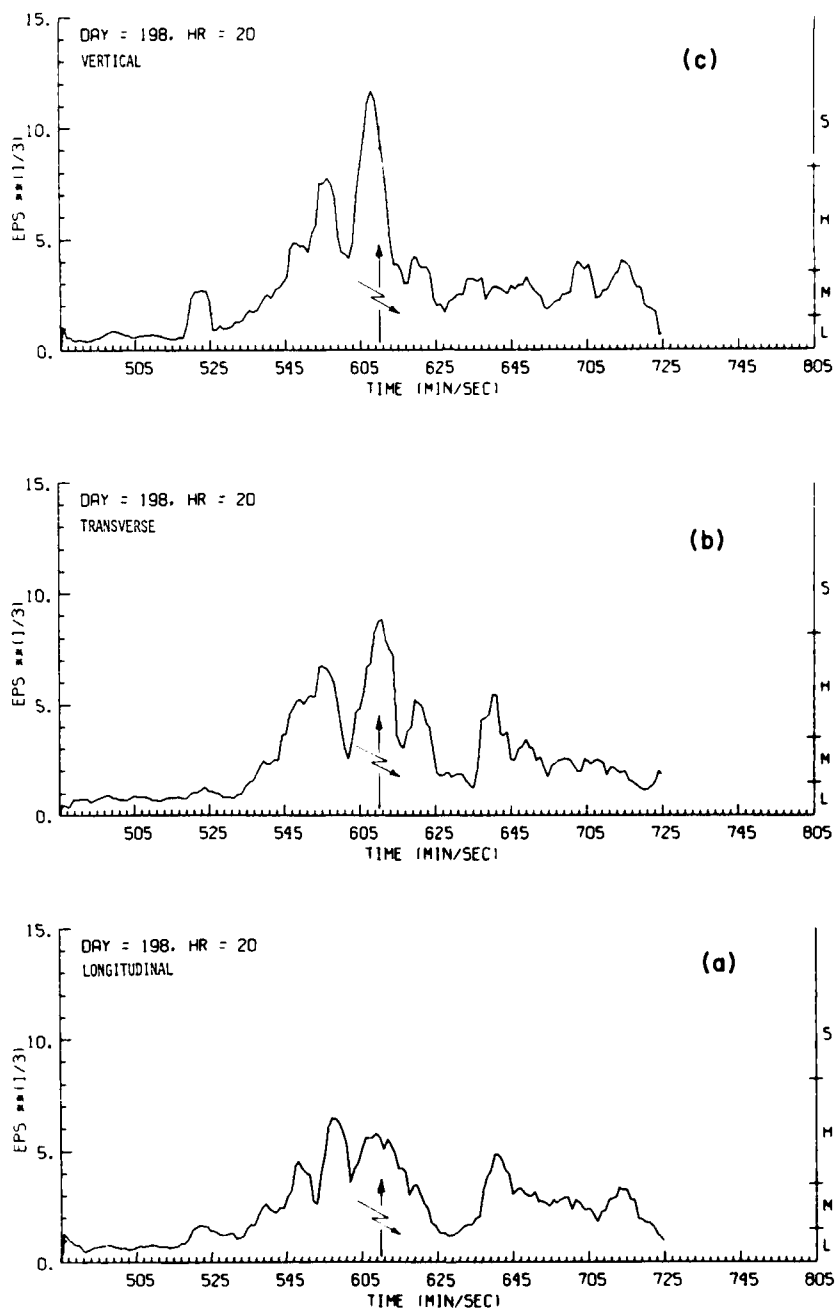 15.
DAY = 198, HR = 20
VERTICAL
(c)
10.
5.
0.
EPS **(1/3)
S
H
M
L
505 525 545 605 625 645 705 725 745 805
TIME (MIN/SEC)
15.
DAY = 198, HR = 20
TRANSVERSE
(b)
10.
5.
0.
EPS **(1/3)
S
H
M
L
505 525 545 605 625 645 705 725 745 805
TIME (MIN/SEC)
15.
DAY = 198, HR = 20
LONGITUDINAL
(a)
10.
5.
0.
EPS **(1/3)
S
H
M
L
505 525 545 605 625 645 705 725 745 805
TIME (MIN/SEC)